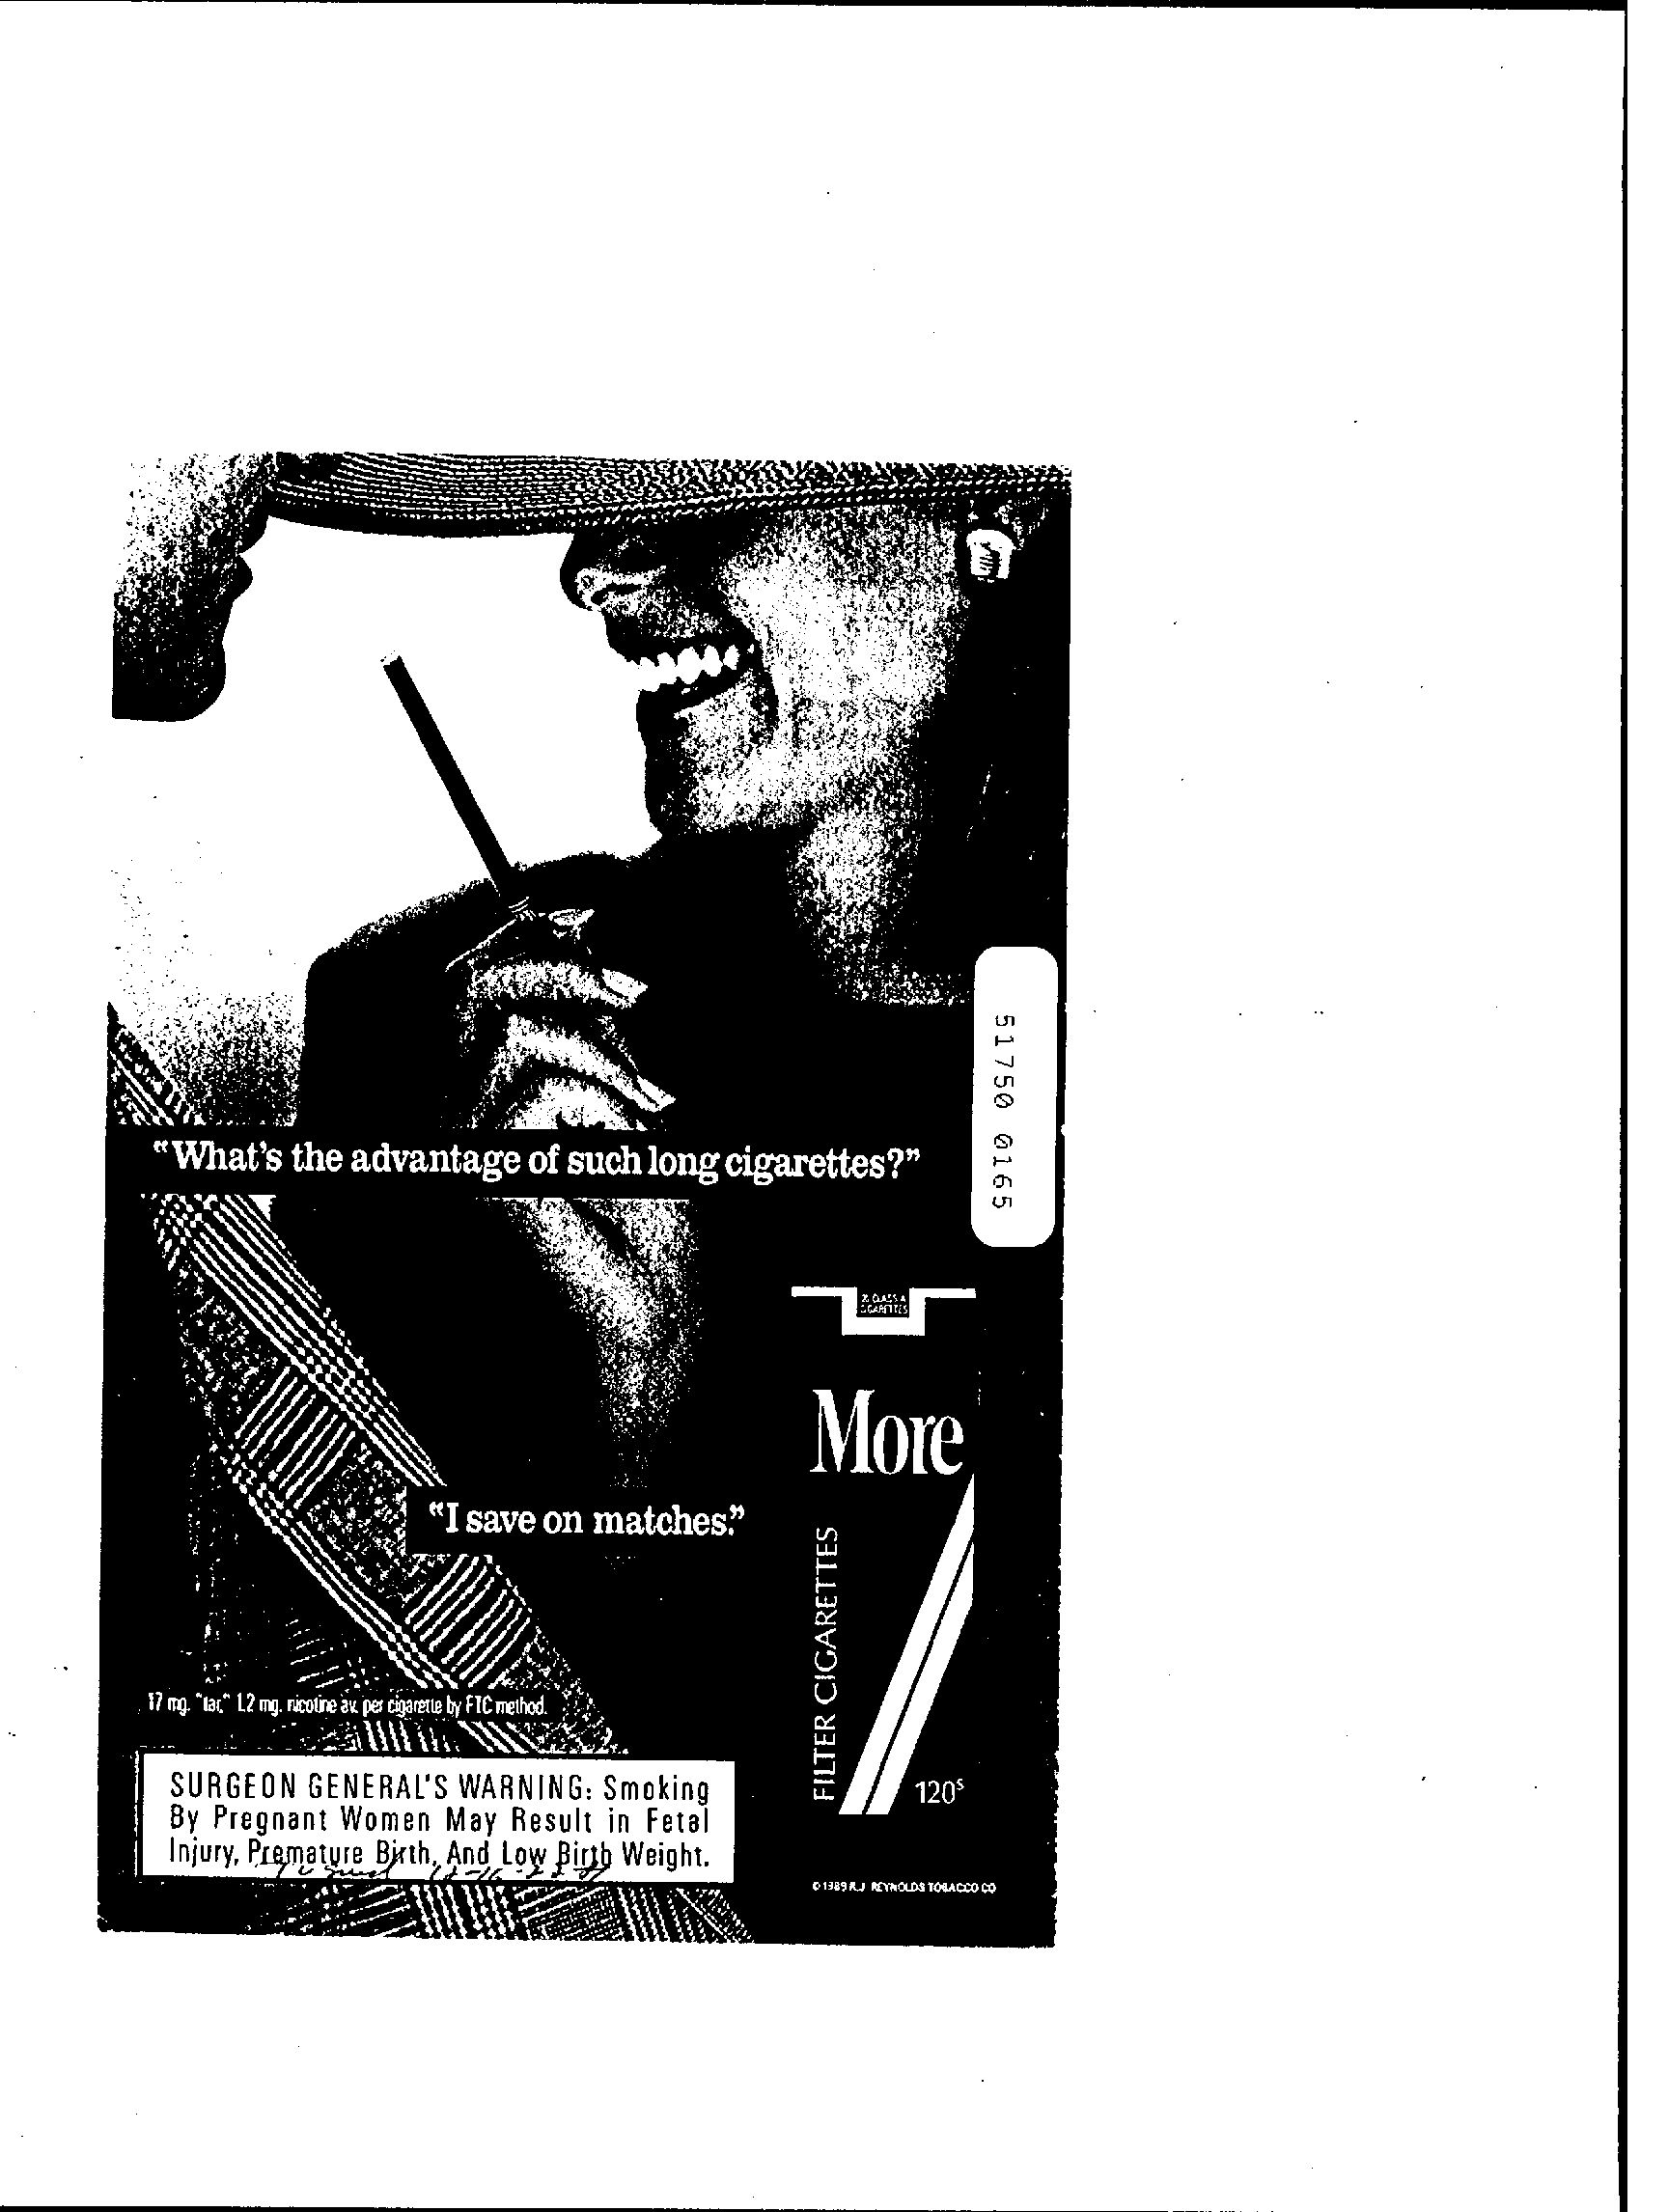 51750 0165
“What’s the advantage of such long cigarettes?”
20 CLASS A
CIGARETTES
More
“I save on matches.”
FILTER CIGARETTES
120s
17 mg. “tar,” 1.2 mg. nicotine av. per cigarette by FTC method.
SURGEON GENERAL'S WARNING: Smoking
By Pregnant Women May Result in Fetal
Injury, Premature Birth, And Low Birth Weight.
© 1989 R.J. REYNOLDS TOBACCO CO